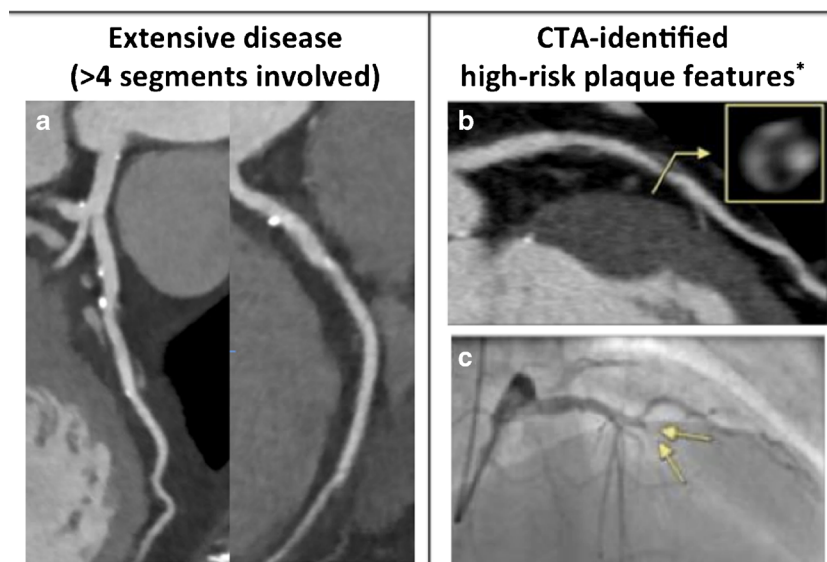 Extensive disease
(>4 segments involved)
CTA-identified
high-risk plaque features*
a
b
c